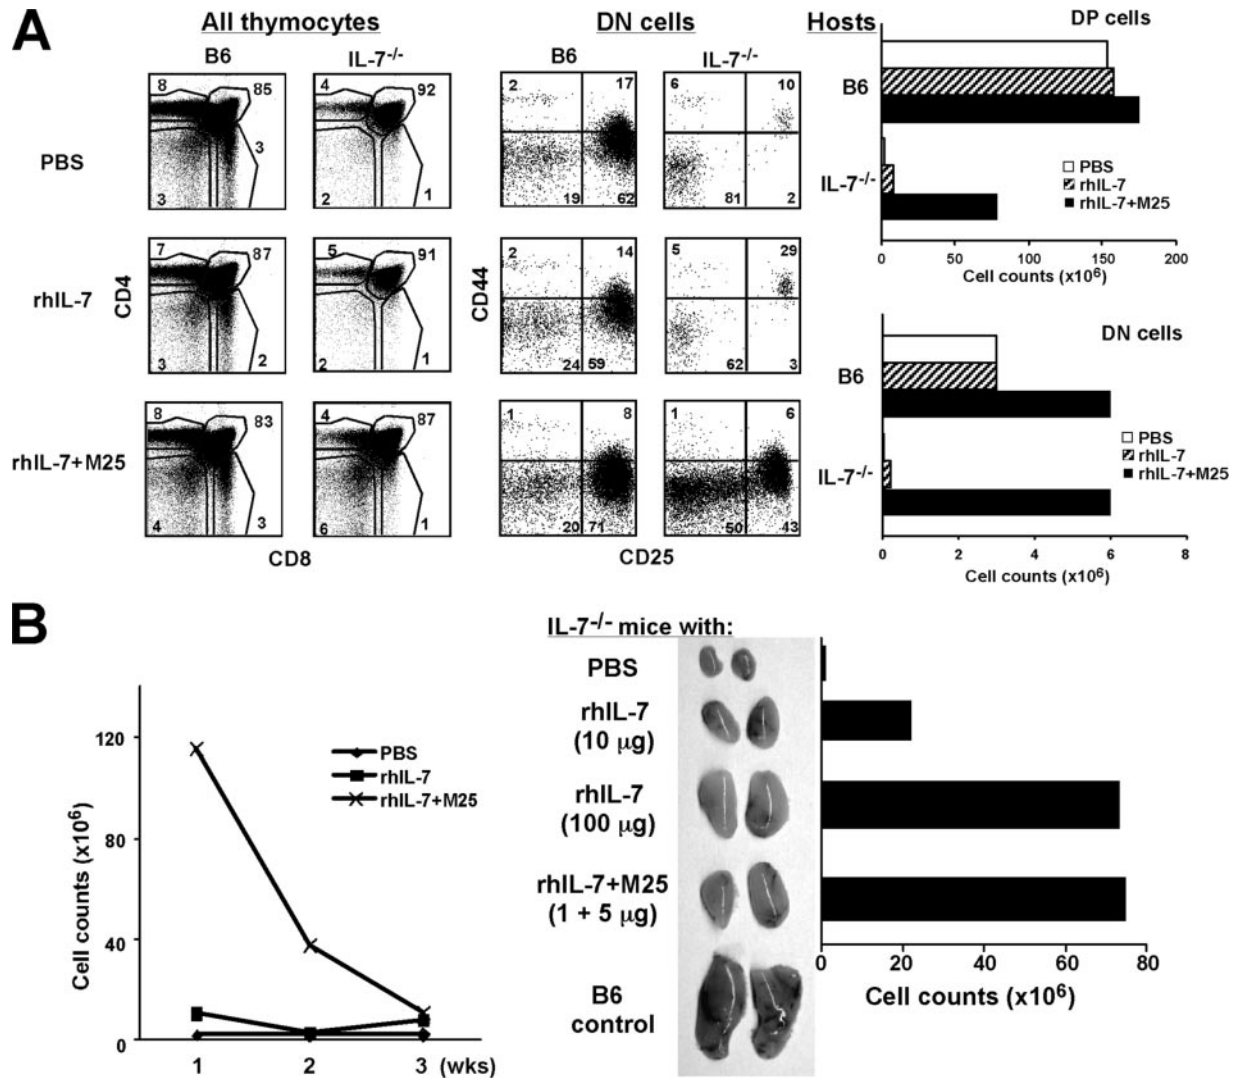 A
All thymocytes
DN cells
Hosts
B6
IL-7-/-
B6
IL-7-/-
PBS
8
85
3
3
4
92
2
1
2
17
19
62
6
10
81
2
rhIL-7
7
87
3
2
5
91
2
1
2
14
24
59
5
29
62
3
rhIL-7+M25
8
83
4
3
4
87
6
1
1
8
20
71
1
6
50
43
CD4
CD8
CD44
CD25
DP cells
B6
IL-7-/-
PBS
rhIL-7
rhIL-7+M25
0 50 100 150 200
Cell counts (x10⁶)
DN cells
B6
IL-7-/-
PBS
rhIL-7
rhIL-7+M25
0 2 4 6 8
Cell counts (x10⁶)
B
Cell counts (x10⁶)
120
80
40
0
1 2 3 (wks)
PBS
rhIL-7
rhIL-7+M25
IL-7-/- mice with:
PBS
rhIL-7
(10 µg)
rhIL-7
(100 µg)
rhIL-7+M25
(1 + 5 µg)
B6
control
0 20 40 60 80
Cell counts (x10⁶)